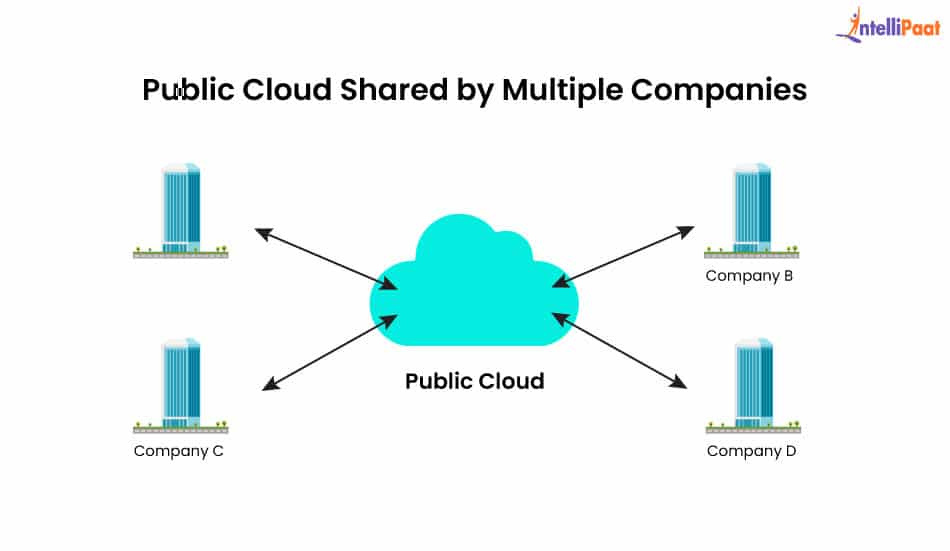 IntelliPaat
Public Cloud Shared by Multiple Companies
Company B
Public Cloud
Company C
Company D